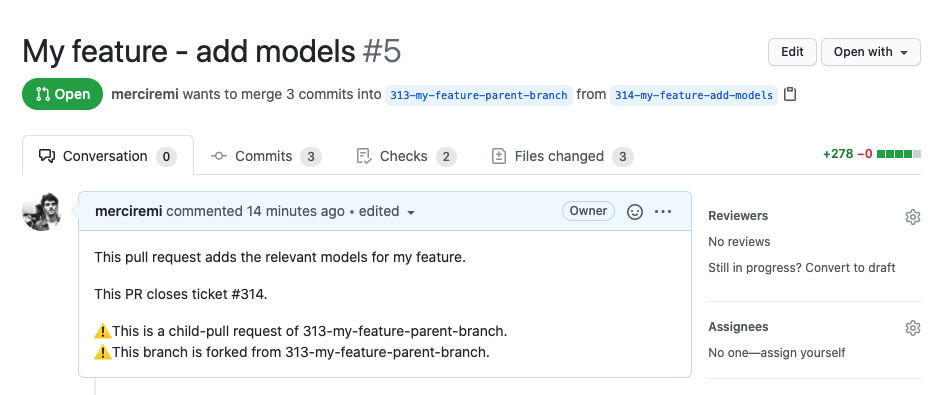 My feature - add models #5
Edit
Open with
Open
merciremi wants to merge 3 commits into 313-my-feature-parent-branch from 314-my-feature-add-models
Conversation 0
Commits 3
Checks 2
Files changed 3
+278 −0
merciremi commented 14 minutes ago • edited
Owner
This pull request adds the relevant models for my feature.
This PR closes ticket #314.
⚠️This is a child-pull request of 313-my-feature-parent-branch.
⚠️This branch is forked from 313-my-feature-parent-branch.
Reviewers
No reviews
Still in progress? Convert to draft
Assignees
No one—assign yourself